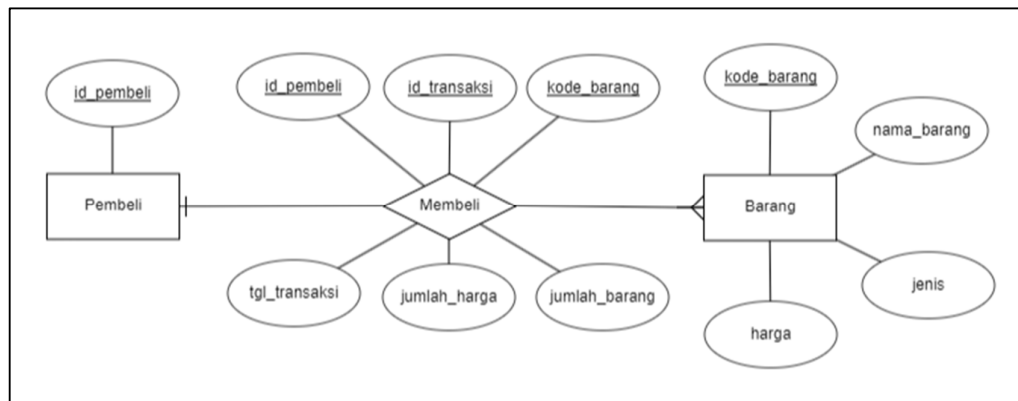 id_pembeli
id_pembeli
id_transaksi
kode_barang
kode_barang
nama_barang
Pembeli
Membeli
Barang
tgl_transaksi
jumlah_harga
jumlah_barang
jenis
harga